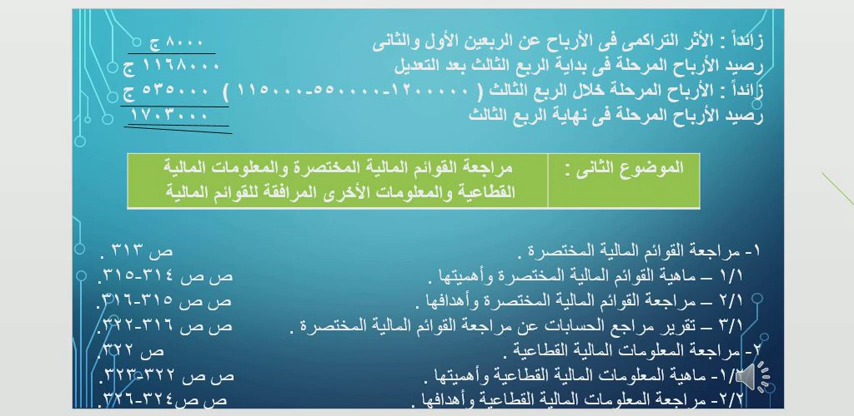 زائداً : الأثر التراكمى فى الأرباح عن الربعين الأول والثانى ٨٠٠٠ ج
رصيد الأرباح المرحلة فى بداية الربع الثالث بعد التعديل ١١٦٨٠٠٠ ج
زائداً : الأرباح المرحلة خلال الربع الثالث ( ١٢٠٠٠٠٠-٥٥٠٠٠٠-١١٥٠٠٠ ) ٥٣٥٠٠٠ ج
رصيد الأرباح المرحلة فى نهاية الربع الثالث ١٧٠٣٠٠٠
الموضوع الثانى : مراجعة القوائم المالية المختصرة والمعلومات المالية
القطاعية والمعلومات الأخرى المرافقة للقوائم المالية
١- مراجعة القوائم المالية المختصرة . ص ٣١٣ .
١/١ – ماهية القوائم المالية المختصرة وأهميتها . ص ص ٣١٤-٣١٥ .
٢/١ – مراجعة القوائم المالية المختصرة وأهدافها . ص ص ٣١٥-٣١٦ .
٣/١ – تقرير مراجع الحسابات عن مراجعة القوائم المالية المختصرة . ص ص ٣١٦-٣٢٢ .
٢- مراجعة المعلومات المالية القطاعية . ص ٣٢٢ .
١/٢- ماهية المعلومات المالية القطاعية وأهميتها . ص ص ٣٢٢-٣٢٣ .
٢/٢- مراجعة المعلومات المالية القطاعية وأهدافها . ص ص ٣٢٤-٣٢٦ .